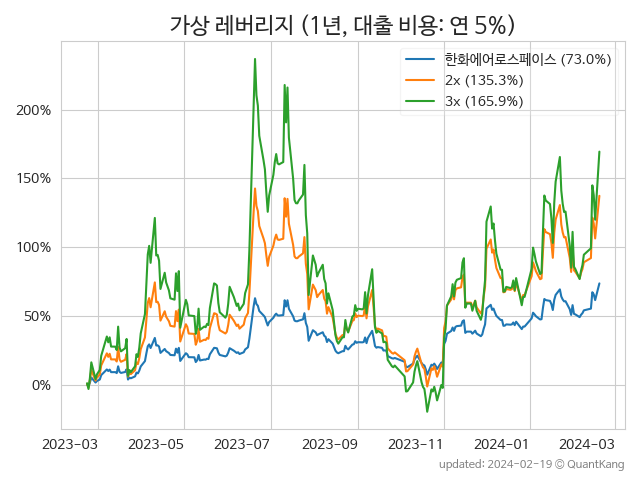 가상 레버리지 (1년, 대출 비용: 연 5%)
한화에어로스페이스 (73.0%)
2x (135.3%)
3x (165.9%)
200%
150%
100%
50%
0%
2023-03 2023-05 2023-07 2023-09 2023-11 2024-01 2024-03
updated: 2024-02-19 © QuantKang